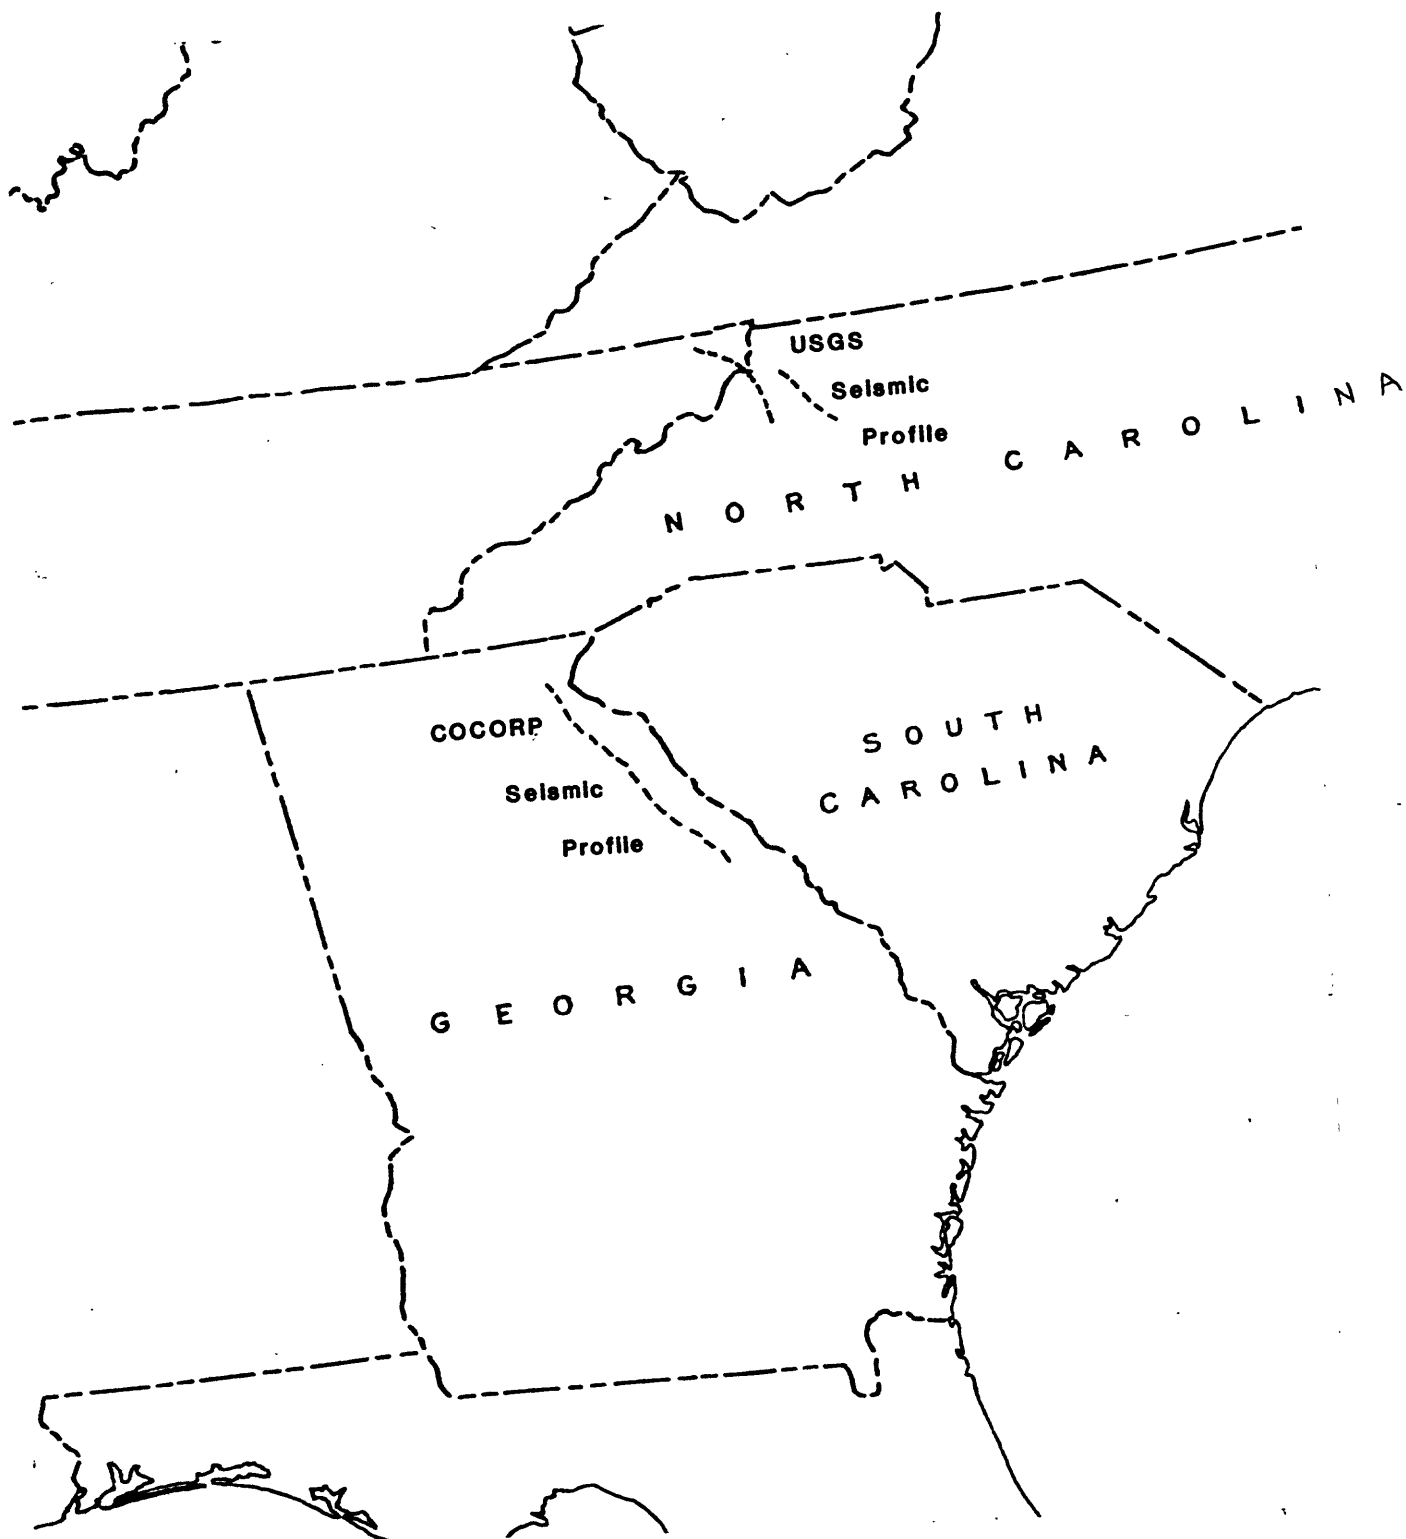 USGS
Seismic
Profile
NORTH CAROLINA
COCORP
Seismic
Profile
SOUTH
CAROLINA
GEORGIA